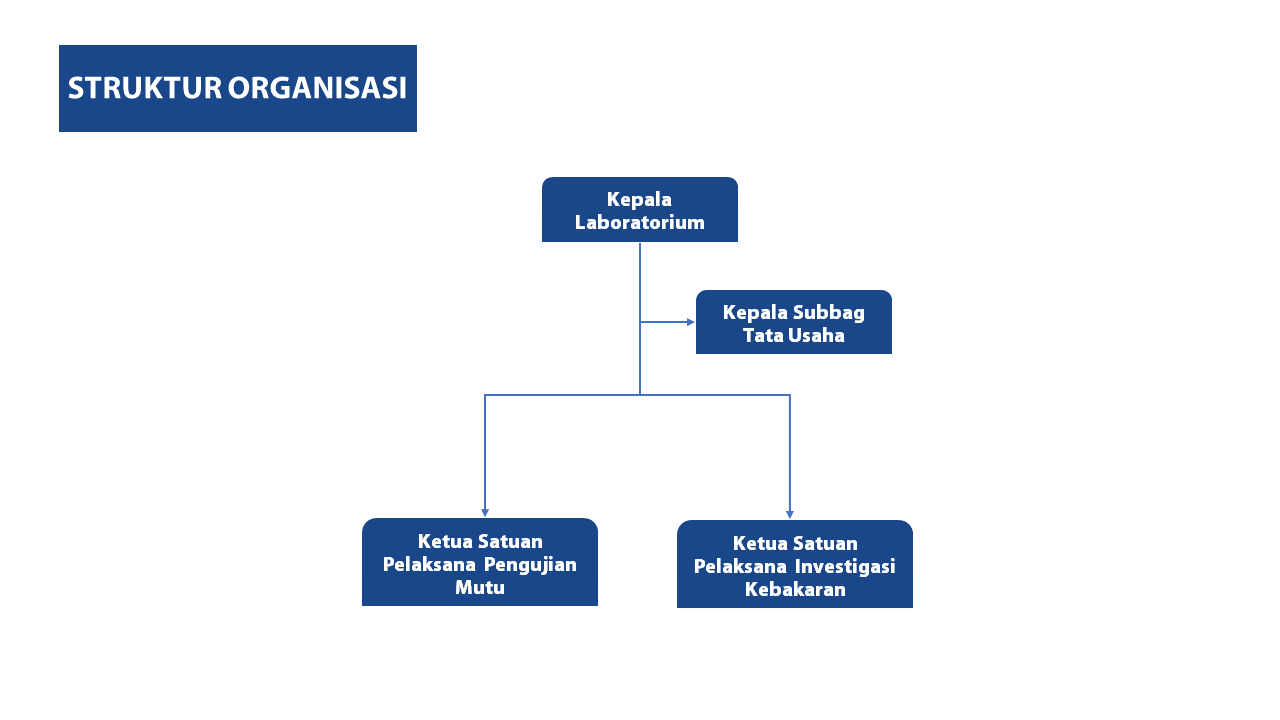 STRUKTUR ORGANISASI
Kepala
Laboratorium
Kepala Subbag
Tata Usaha
Ketua Satuan
Pelaksana Pengujian
Mutu
Ketua Satuan
Pelaksana Investigasi
Kebakaran